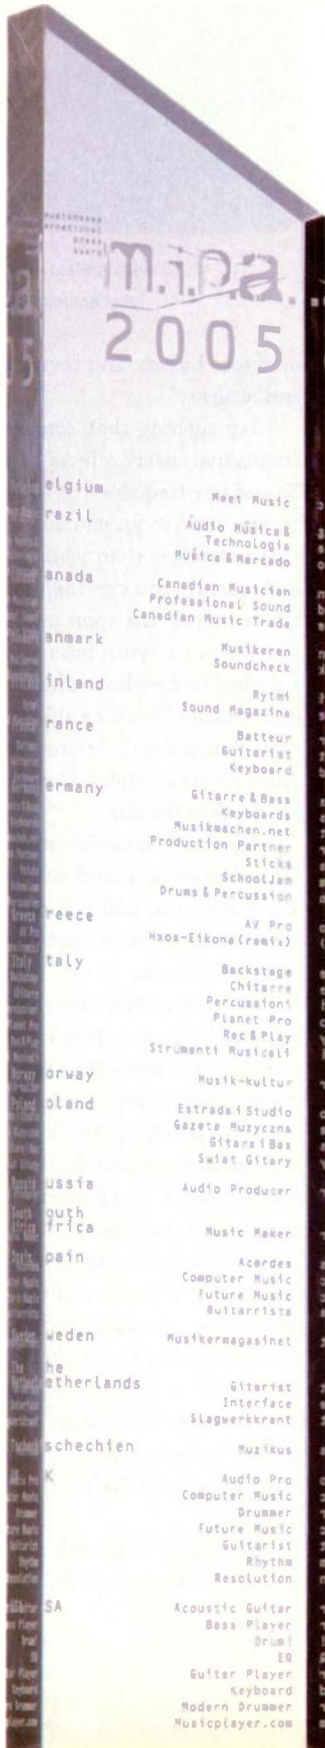 m.i.p.a.
2005
elgium
Meet Music
razil
Audio Música &
Technologia
Música & Mercado
anada
Canadian Musician
Professional Sound
Canadian Music Trade
anmark
Musikeren
Soundcheck
inland
Rytmi
Sound Magazine
rance
Batteur
Guitarist
Keyboard
ermany
Gitarre & Bass
Keyboards
Musikmachen.net
Production Partner
Sticks
SchoolJam
Drums & Percussion
reece
AV Pro
Hxos-Eikona(remix)
taly
Backstage
Chitarre
Percussioni
Planet Pro
Rec & Play
Strumenti Musicali
orway
Musik-kultur
oland
Estrada i Studio
Gazeta Muzyczna
Gitara i Bas
Swiat Gitary
ussia
Audio Producer
outh
frica
Music Maker
pain
Acordes
Computer Music
Future Music
Guitarrista
weden
Musikermagasinet
he
etherlands
Gitarist
Interface
Slagwerkkrant
schechien
Muzikus
K
Audio Pro
Computer Music
Drummer
Future Music
Guitarist
Rhythm
Resolution
SA
Acoustic Guitar
Bass Player
Drum!
EQ
Guitar Player
Keyboard
Modern Drummer
Musicplayer.com